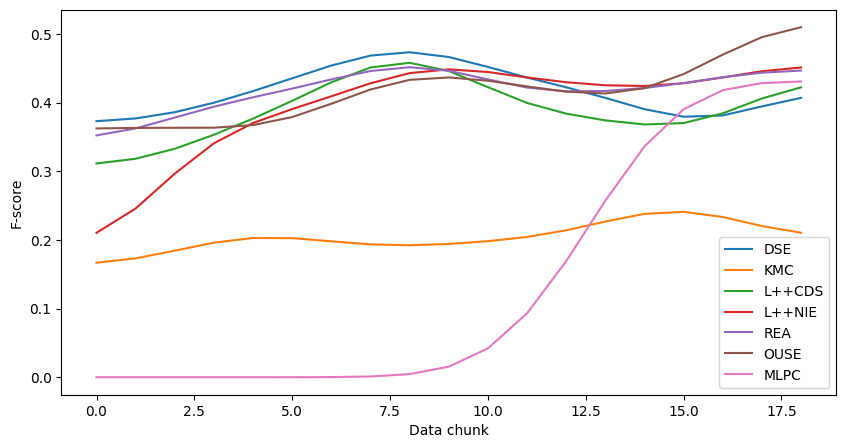 0.5
0.4
0.3
0.2
0.1
0.0
F-score
0.0 2.5 5.0 7.5 10.0 12.5 15.0 17.5
Data chunk
DSE
KMC
L++CDS
L++NIE
REA
OUSE
MLPC